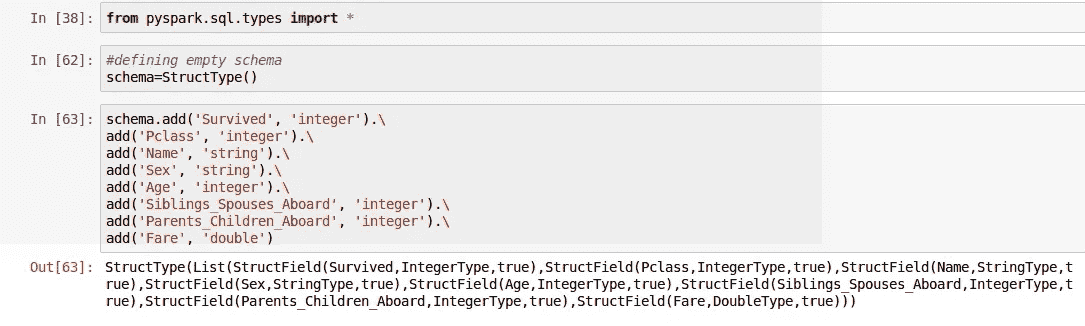 In [38]: from pyspark.sql.types import *
In [62]: #defining empty schema
schema=StructType()
In [63]: schema.add('Survived', 'integer').\
add('Pclass', 'integer').\
add('Name', 'string').\
add('Sex', 'string').\
add('Age', 'integer').\
add('Siblings_Spouses_Aboard', 'integer').\
add('Parents_Children_Aboard', 'integer').\
add('Fare', 'double')
Out[63]: StructType(List(StructField(Survived,IntegerType,true),StructField(Pclass,IntegerType,true),StructField(Name,StringType,t
rue),StructField(Sex,StringType,true),StructField(Age,IntegerType,true),StructField(Siblings_Spouses_Aboard,IntegerType,t
rue),StructField(Parents_Children_Aboard,IntegerType,true),StructField(Fare,DoubleType,true)))